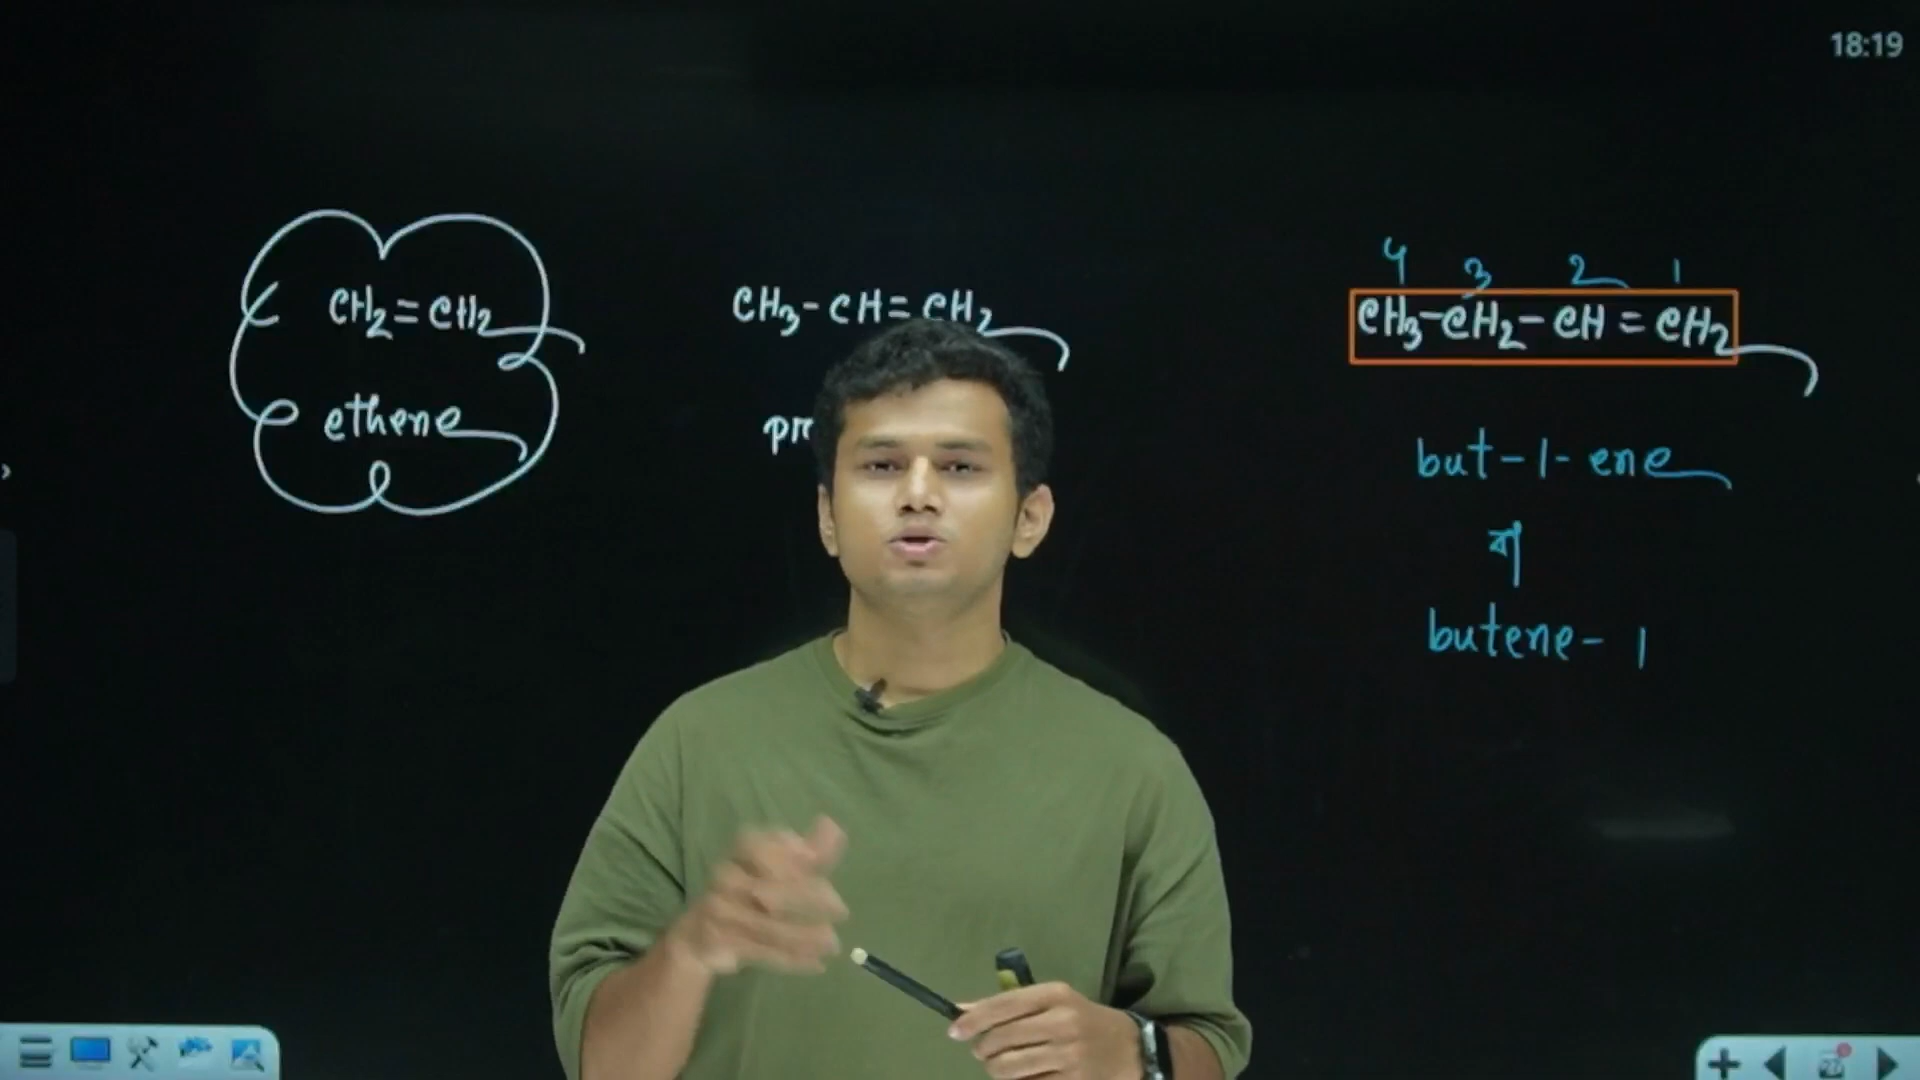 18:19
CH₂=CH₂
ethene
CH₃-CH=CH₂
4 3 2 1
CH₃-CH₂-CH=CH₂
but-1-ene
বা
butene-1
27